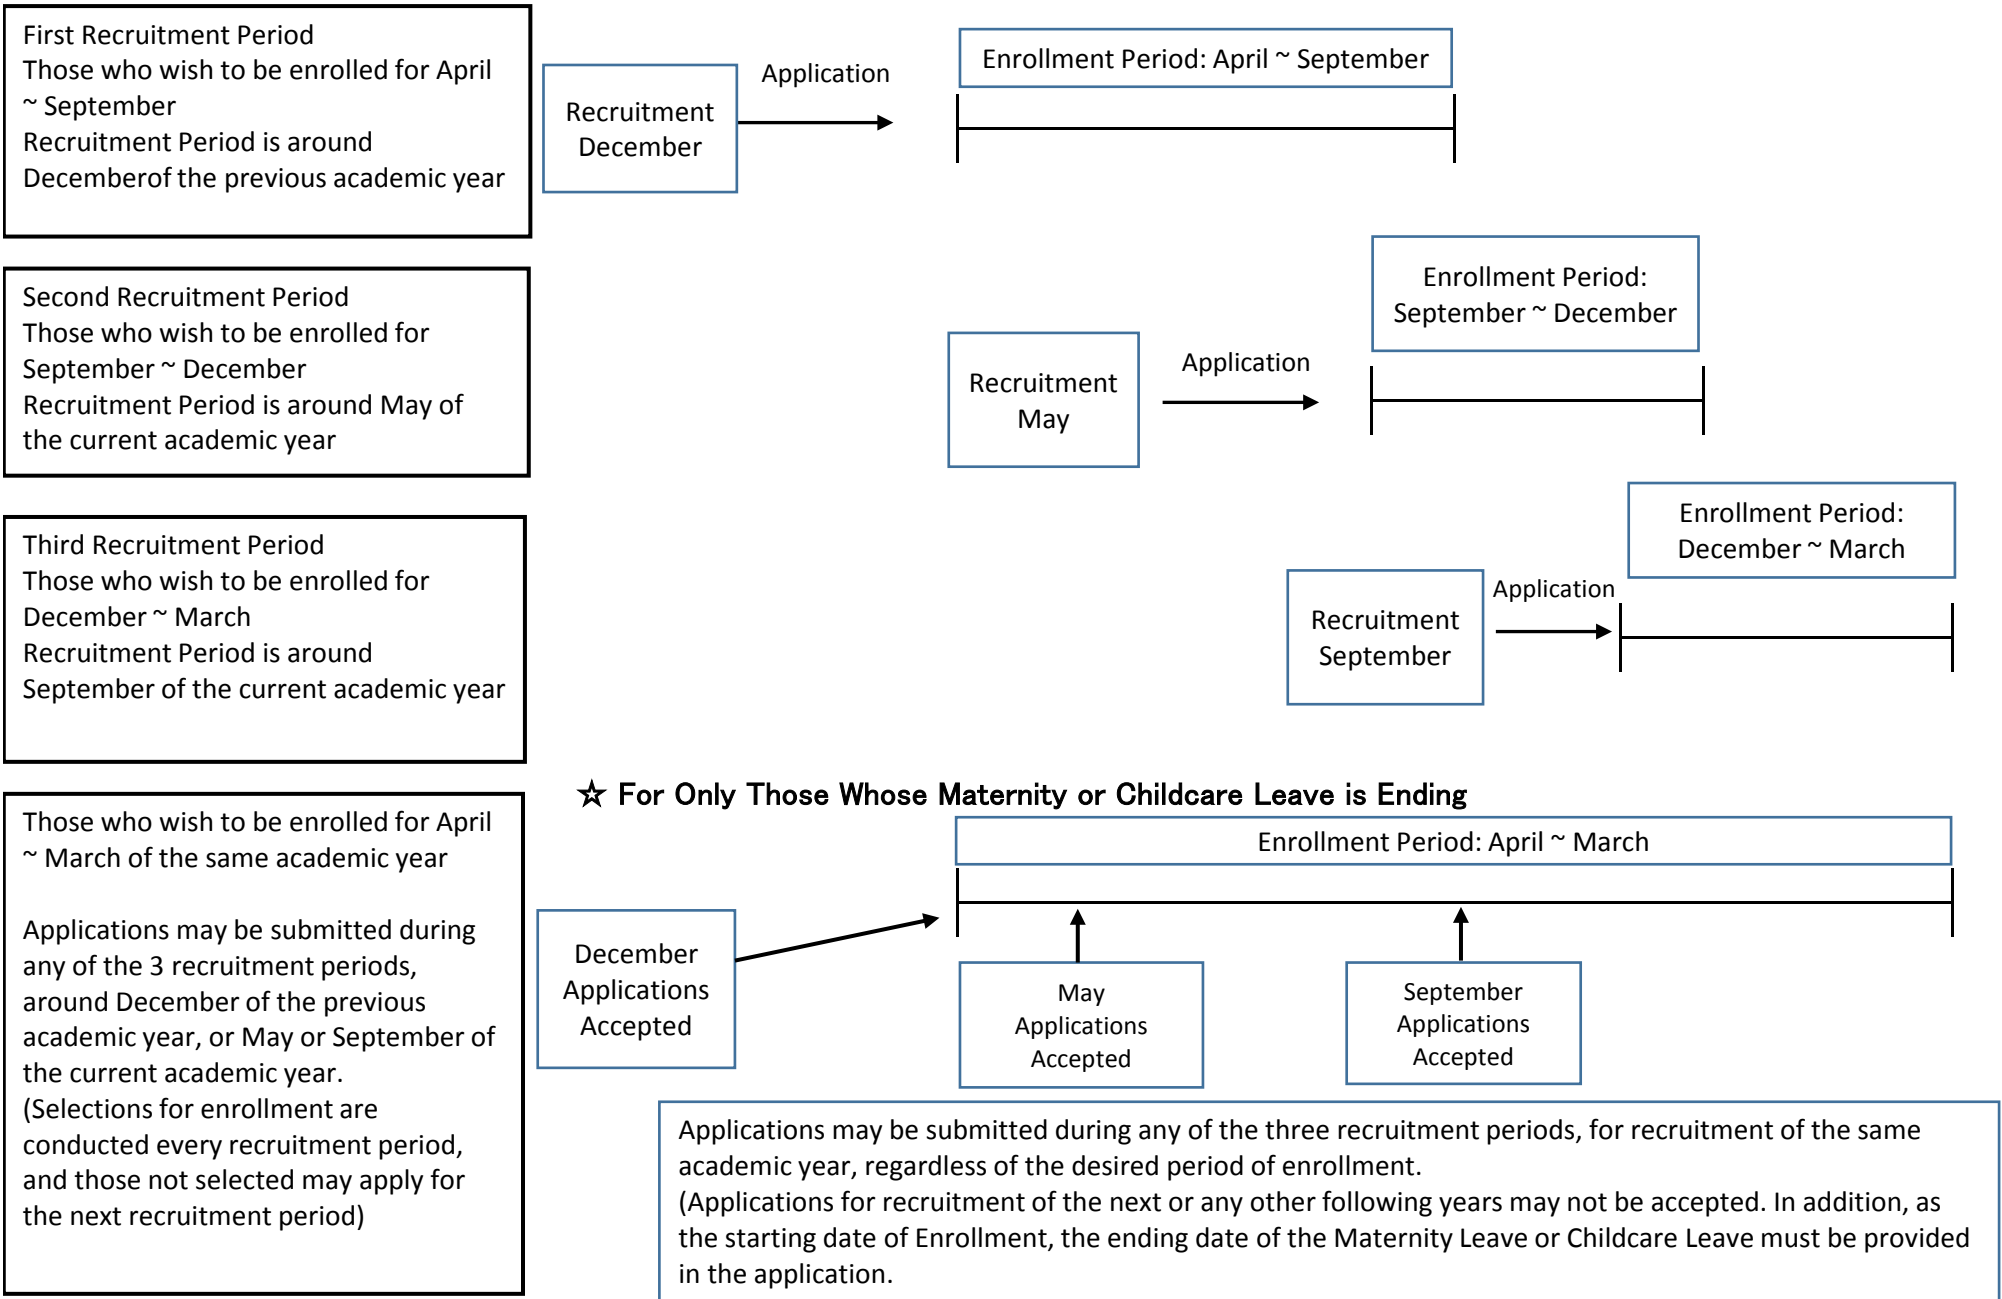 First Recruitment Period
Those who wish to be enrolled for April
~ September
Recruitment Period is around
Decemberof the previous academic year
Recruitment
December
Application
Enrollment Period: April ~ September
Second Recruitment Period
Those who wish to be enrolled for
September ~ December
Recruitment Period is around May of
the current academic year
Recruitment
May
Application
Enrollment Period:
September ~ December
Third Recruitment Period
Those who wish to be enrolled for
December ~ March
Recruitment Period is around
September of the current academic year
Recruitment
September
Application
Enrollment Period:
December ~ March
☆ For Only Those Whose Maternity or Childcare Leave is Ending
Those who wish to be enrolled for April
~ March of the same academic year
Applications may be submitted during
any of the 3 recruitment periods,
around December of the previous
academic year, or May or September of
the current academic year.
(Selections for enrollment are
conducted every recruitment period,
and those not selected may apply for
the next recruitment period)
Enrollment Period: April ~ March
December
Applications
Accepted
May
Applications
Accepted
September
Applications
Accepted
Applications may be submitted during any of the three recruitment periods, for recruitment of the same
academic year, regardless of the desired period of enrollment.
(Applications for recruitment of the next or any other following years may not be accepted. In addition, as
the starting date of Enrollment, the ending date of the Maternity Leave or Childcare Leave must be provided
in the application.